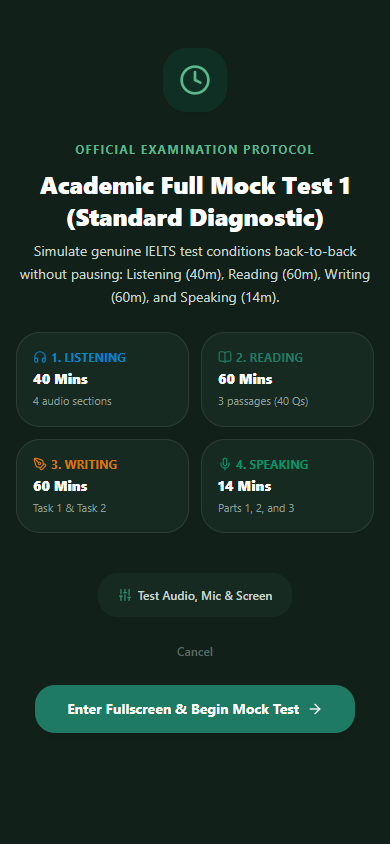 OFFICIAL EXAMINATION PROTOCOL
Academic Full Mock Test 1
(Standard Diagnostic)
Simulate genuine IELTS test conditions back-to-back
without pausing: Listening (40m), Reading (60m), Writing
(60m), and Speaking (14m).
1. LISTENING
40 Mins
4 audio sections
2. READING
60 Mins
3 passages (40 Qs)
3. WRITING
60 Mins
Task 1 & Task 2
4. SPEAKING
14 Mins
Parts 1, 2, and 3
Test Audio, Mic & Screen
Cancel
Enter Fullscreen & Begin Mock Test